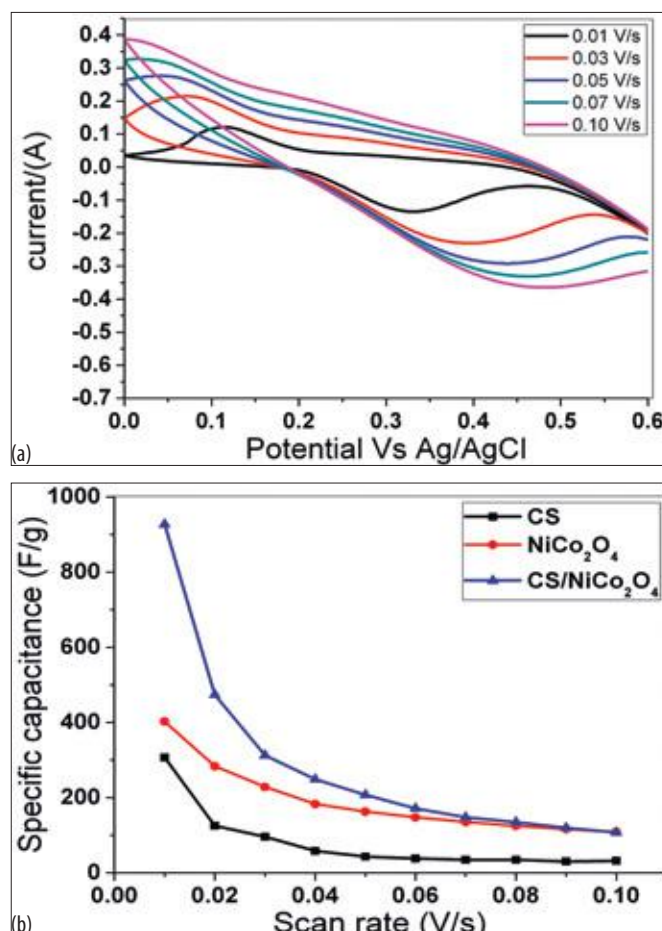 0.4
0.3
0.2
0.1
0.0
-0.1
-0.2
-0.3
-0.4
-0.5
-0.6
-0.7
current/(A)
0.01 V/s
0.03 V/s
0.05 V/s
0.07 V/s
0.10 V/s
0.0 0.1 0.2 0.3 0.4 0.5 0.6
Potential Vs Ag/AgCl
(a)
1000
800
600
400
200
0
Specific capacitance (F/g)
CS
NiCo₂O₄
CS/NiCo₂O₄
0.00 0.02 0.04 0.06 0.08 0.10
Scan rate (V/s)
(b)